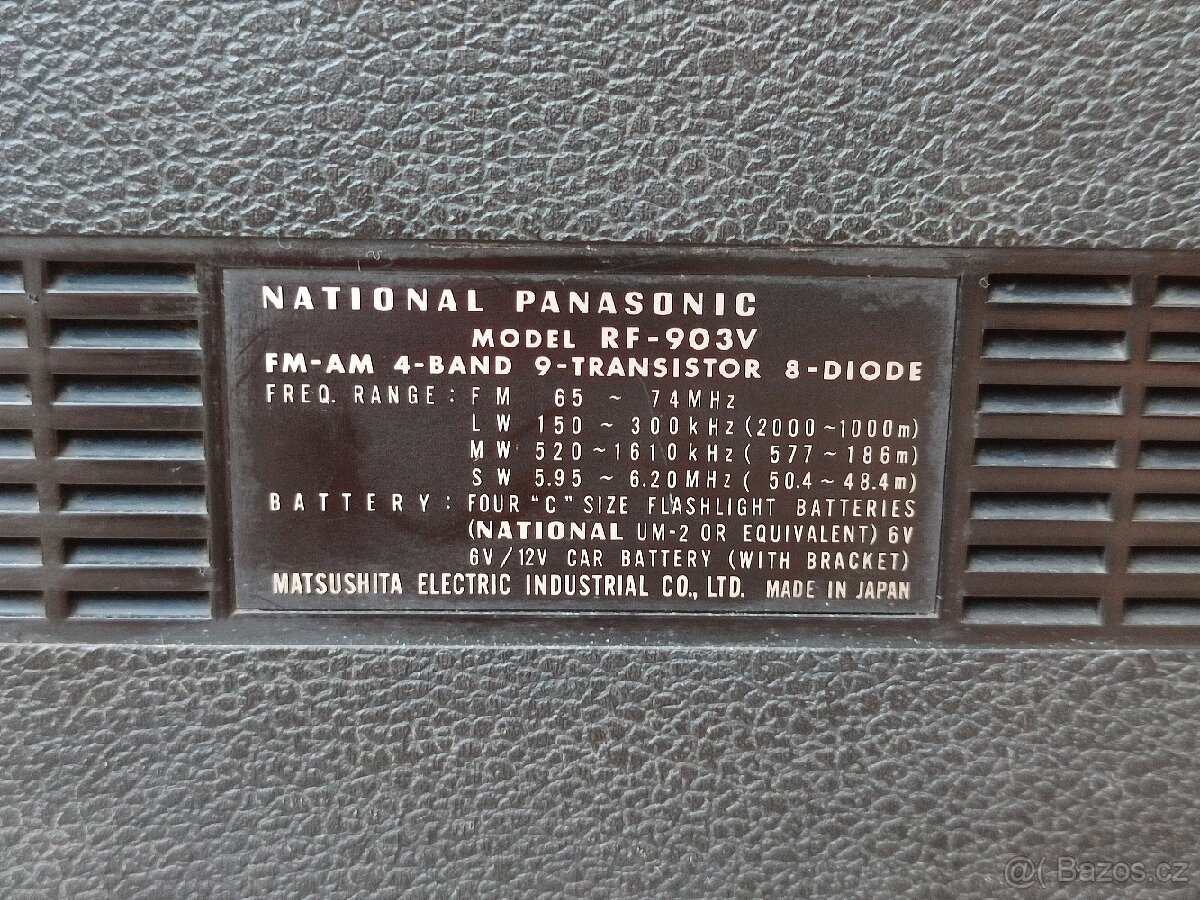 NATIONAL PANASONIC
MODEL RF-903V
FM-AM 4-BAND 9-TRANSISTOR 8-DIODE
FREQ. RANGE : FM 65 ~ 74MHz
LW 150 ~ 300kHz (2000~1000m)
MW 520~1610kHz ( 577~186m)
SW 5.95 ~ 6.20MHz ( 50.4~48.4m)
BATTERY : FOUR "C" SIZE FLASHLIGHT BATTERIES
(NATIONAL UM-2 OR EQUIVALENT) 6V
6V/12V CAR BATTERY (WITH BRACKET)
MATSUSHITA ELECTRIC INDUSTRIAL CO., LTD. MADE IN JAPAN
@( Bazos.cz